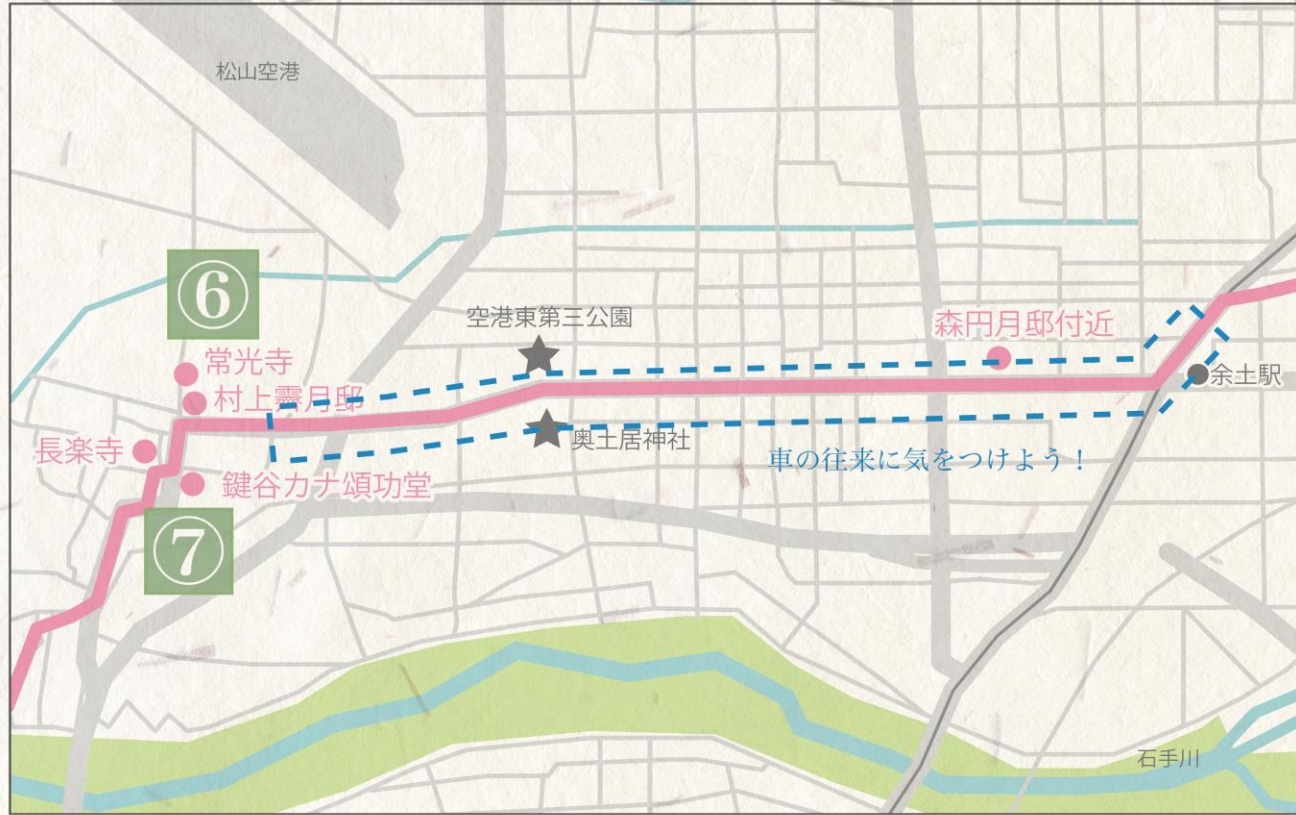 松山空港
⑥
空港東第三公園
森円月邸付近
常光寺
村上霽月邸
余土駅
長楽寺
奥土居神社
車の往来に気をつけよう！
鍵谷カナ頌功堂
⑦
石手川